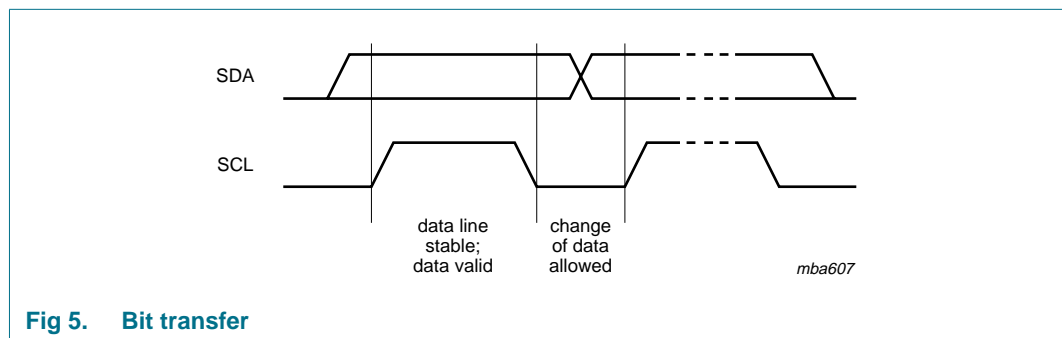 SDA
SCL
data line
stable;
data valid
change
of data
allowed
mba607
Fig 5. Bit transfer